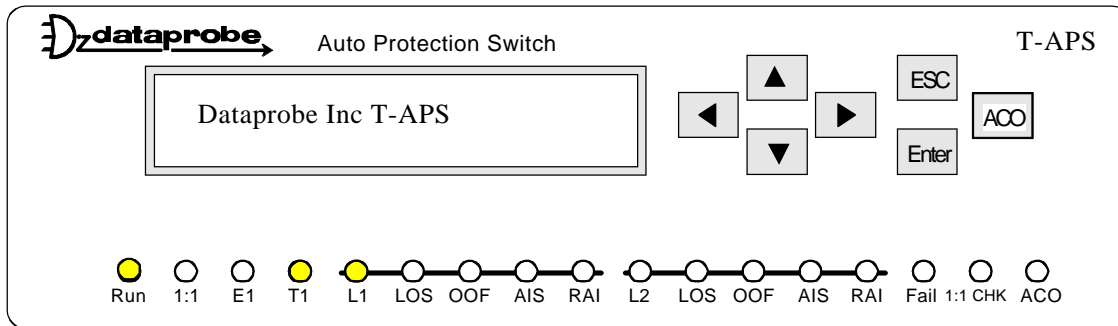 dataprobe
Auto Protection Switch
T-APS
Dataprobe Inc T-APS
ESC
ACO
Enter
Run 1:1 E1 T1 L1 LOS OOF AIS RAI L2 LOS OOF AIS RAI Fail 1:1 CHK ACO